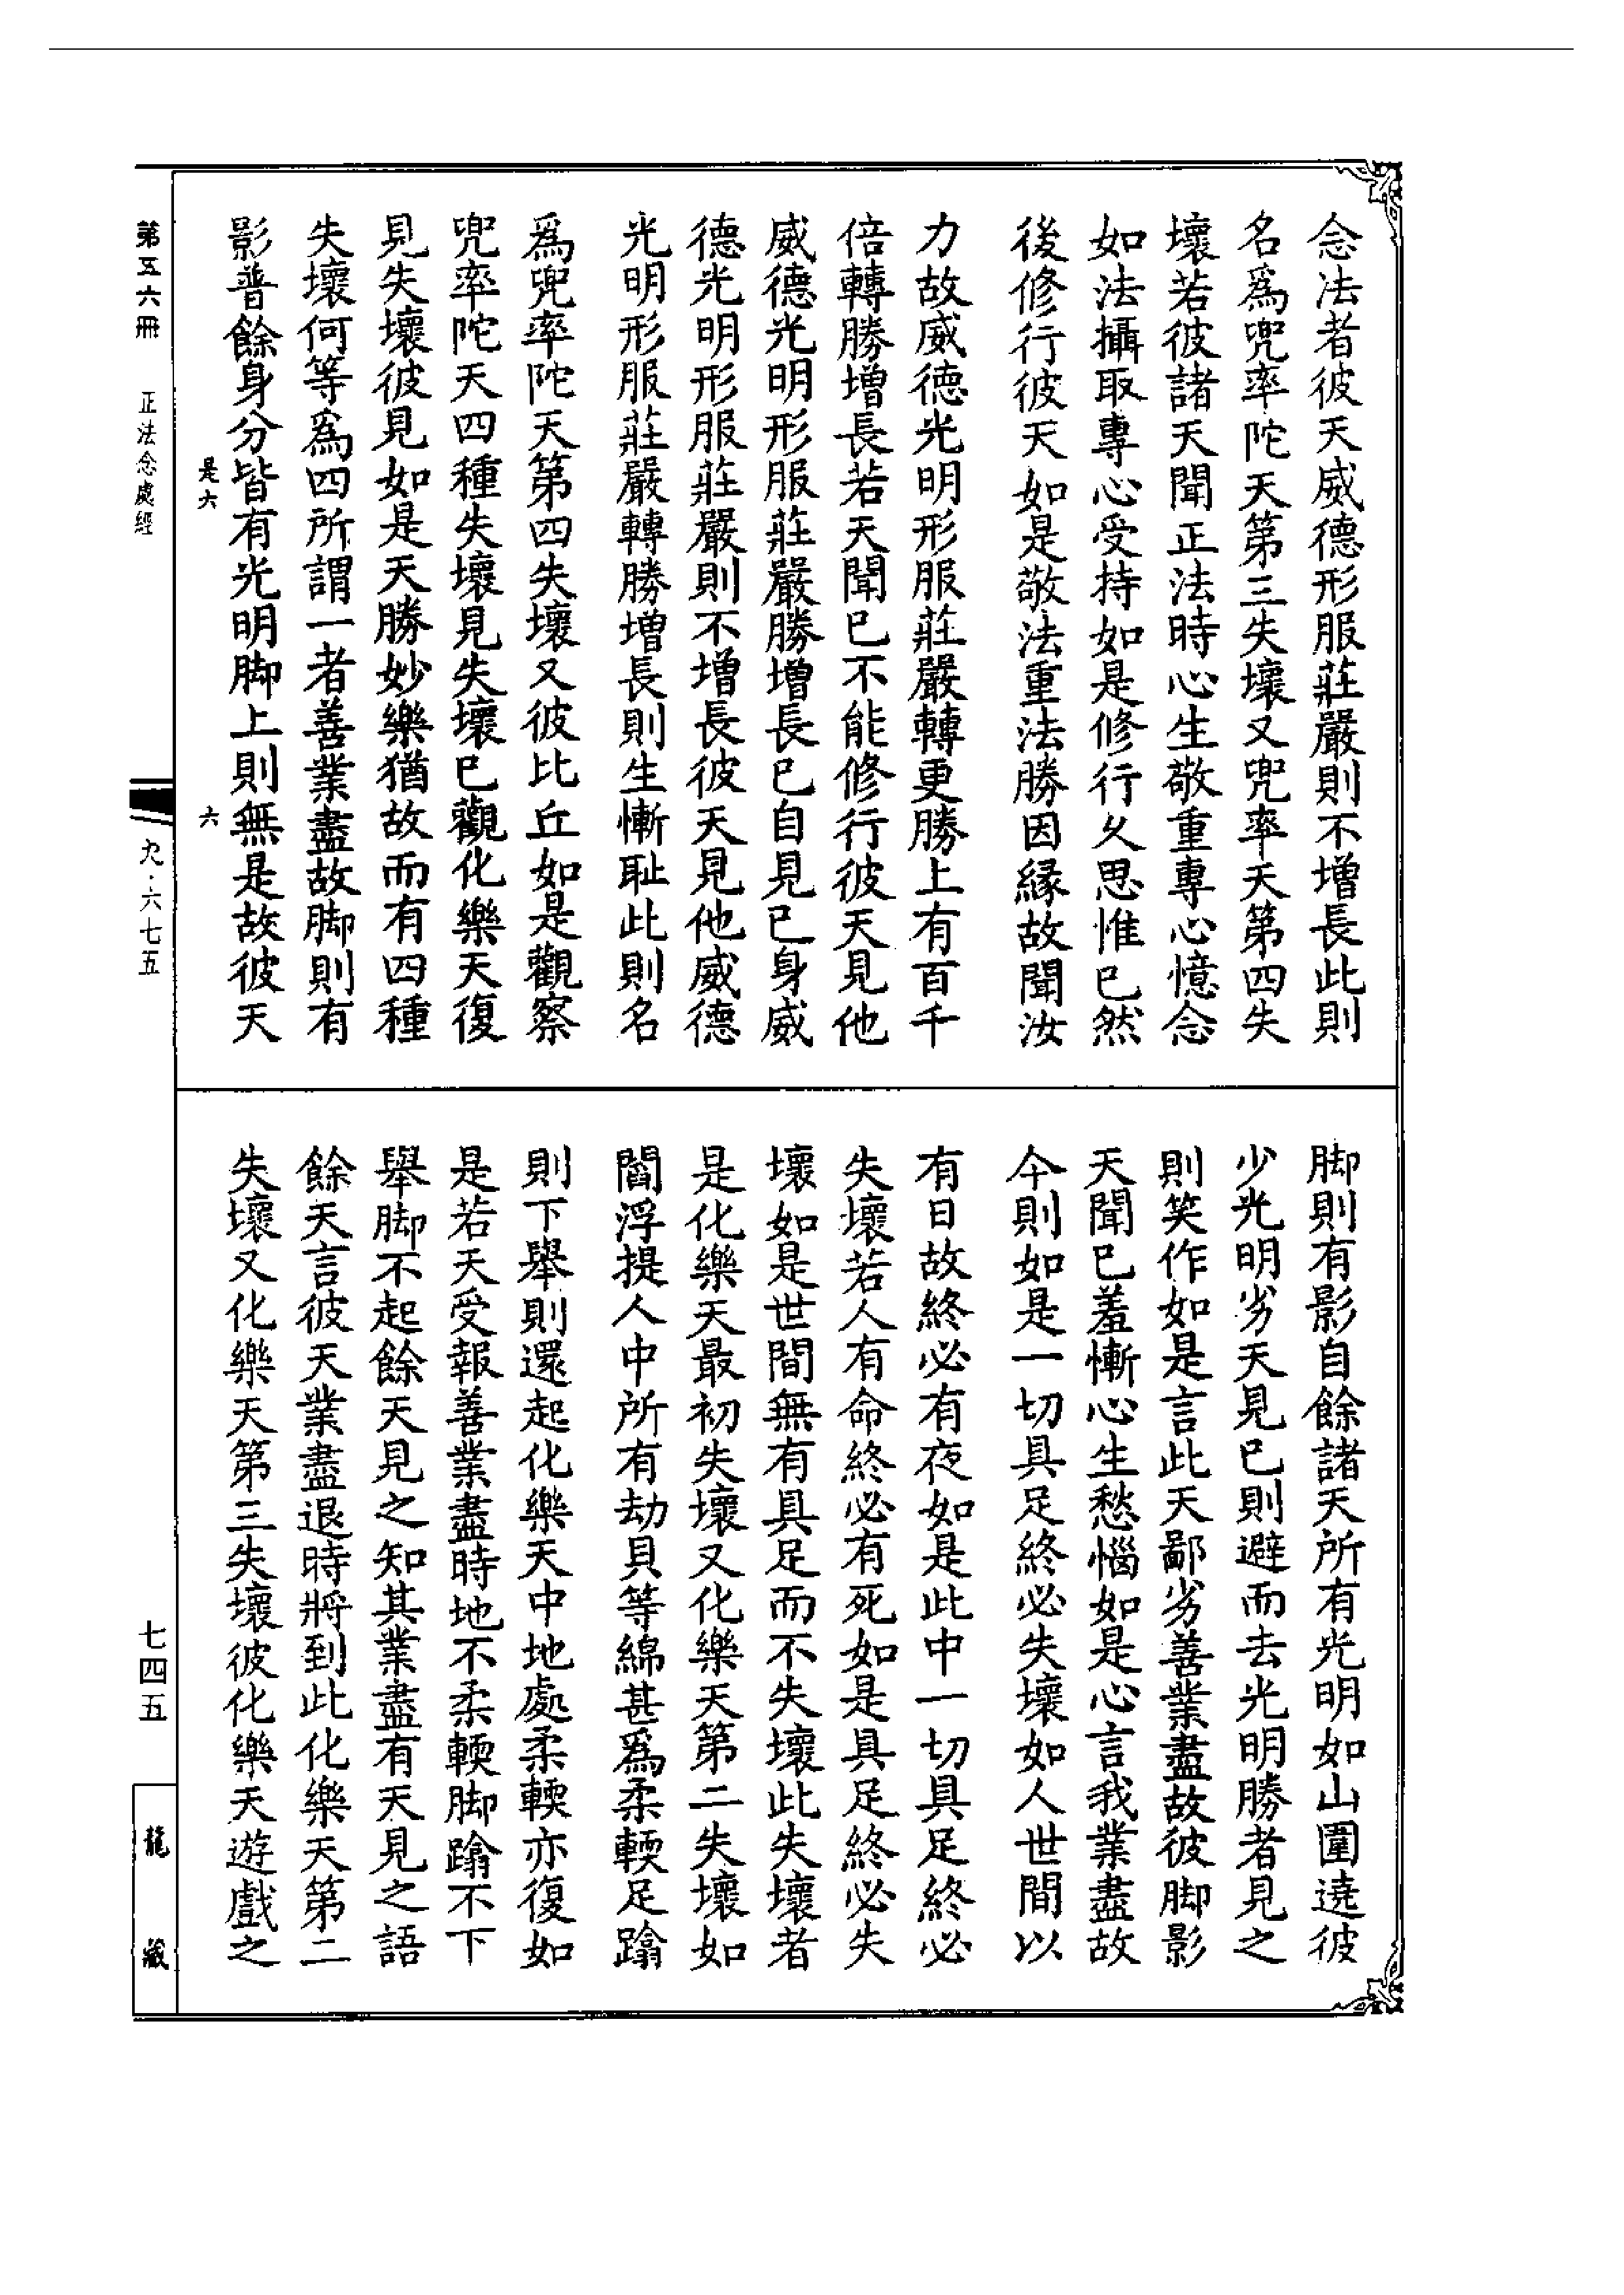 念法者彼天威德形服莊嚴則不增長此則
名爲兜率陀天第三失壞又兜率天第四失
壞若彼諸天聞正法時心生敬重專心憶念
如法攝取專心受持如是修行乆思惟已然
後修行彼天如是敬法重法勝因緣故聞汝
力故威德光明形服莊嚴轉更勝上有百千
倍轉勝增長若天聞已不能修行彼天見他
威德光明形服莊嚴勝增長已自見已身威
德光明形服莊嚴則不增長彼天見他威德
光明形服莊嚴轉勝增長則生慚耻此則名
爲兜率陀天第四失壞又彼比丘如是觀察
兜率陀天四種失壞見失壞已觀化樂天復
見失壞彼見如是天勝妙樂猶故而有四種
失壞何等爲四所謂一者善業盡故脚則有
影普餘身分皆有光明脚上則無是故彼天
是六
六
脚則有影自餘諸天所有光明如山圍遶彼
少光明劣天見已則避而去光明勝者見之
則笑作如是言此天鄙劣善業盡故彼脚影
天聞已羞慚心生愁惱如是心言我業盡故
今則如是一切具足終必失壞如人世間以
有日故終必有夜如是此中一切具足終必
失壞若人有命終必有死如是具足終必失
壞如是世間無有具足而不失壞此失壞者
是化樂天最初失壞又化樂天第二失壞如
閻浮提人中所有劫貝等綿甚爲柔輭足蹹
則下舉則還起化樂天中地處柔輭亦復如
是若天受報善業盡時地不柔輭脚蹹不下
舉脚不起餘天見之知其業盡有天見之語
餘天言彼天業盡退時將到此化樂天第二
失壞又化樂天第三失壞彼化樂天遊戲之
第五六冊 正法念處經
九·六七五
七四五
龍藏